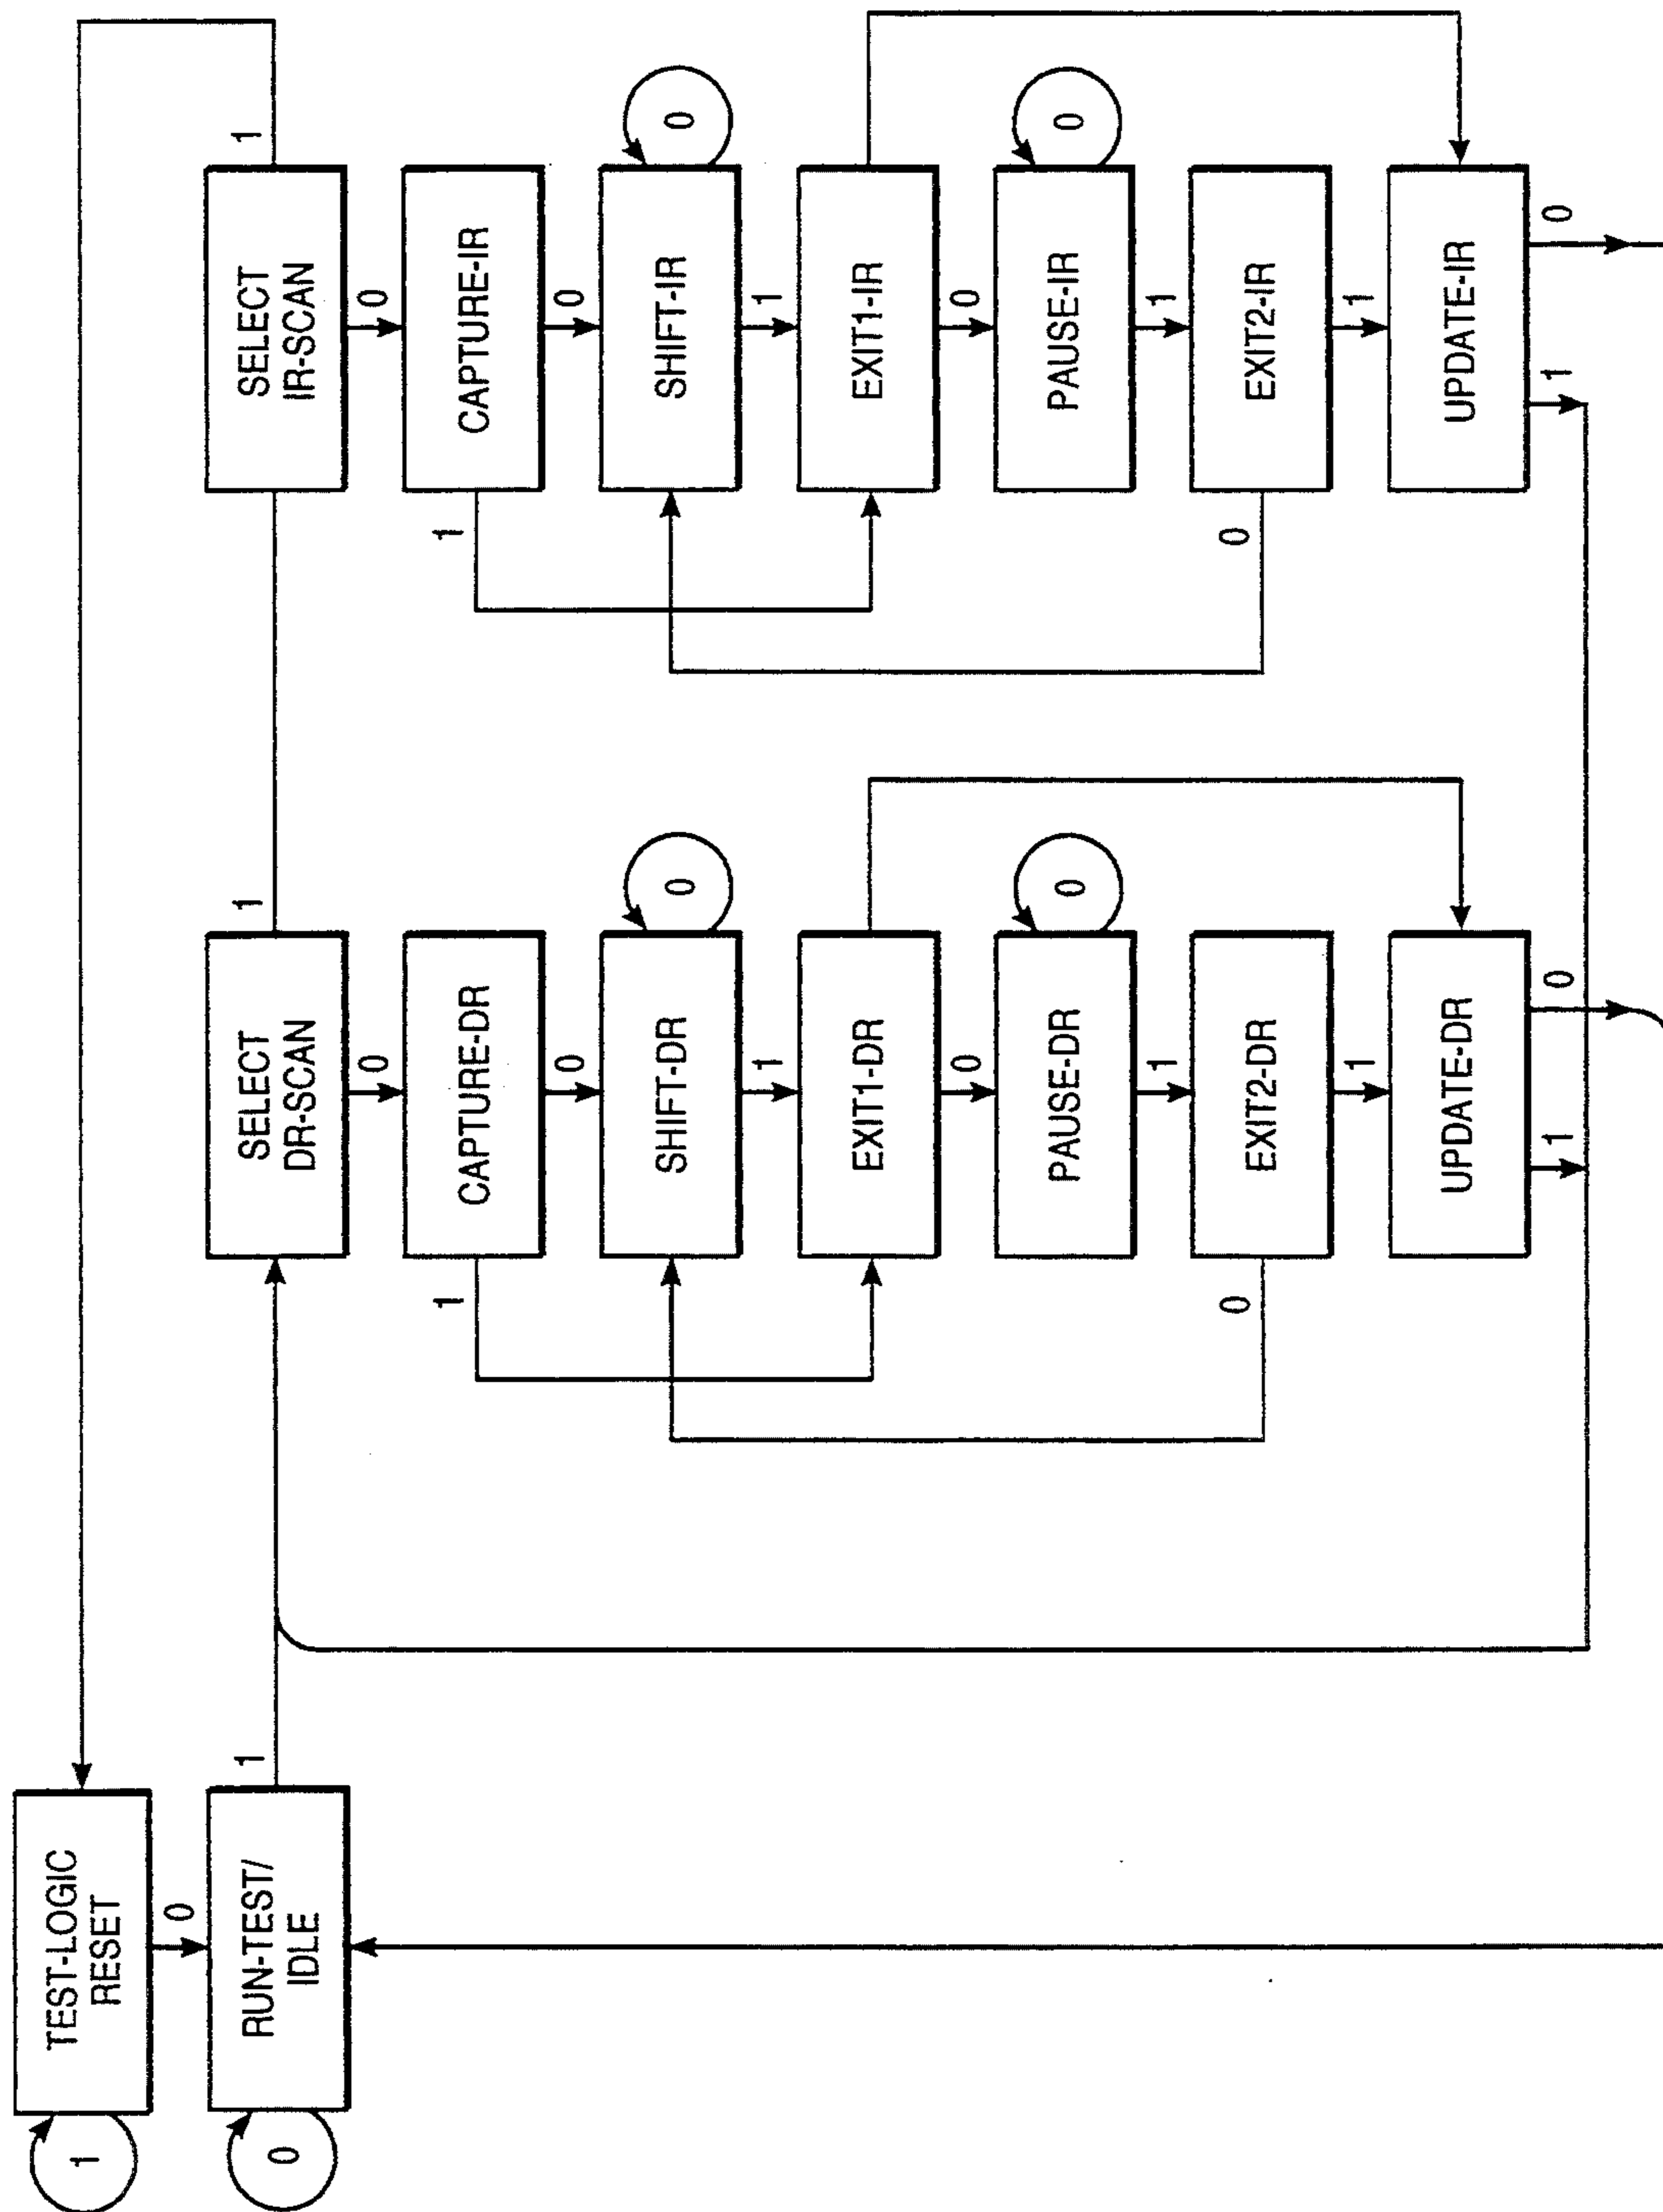 TEST-LOGIC
RESET
1
0
RUN-TEST/
IDLE
0
1
SELECT
DR-SCAN
1
0
CAPTURE-DR
1
0
SHIFT-DR
0
1
EXIT1-DR
0
PAUSE-DR
0
1
EXIT2-DR
0
1
UPDATE-DR
1
0
SELECT
IR-SCAN
1
0
CAPTURE-IR
1
0
SHIFT-IR
0
1
EXIT1-IR
0
PAUSE-IR
0
1
EXIT2-IR
0
1
UPDATE-IR
1
0